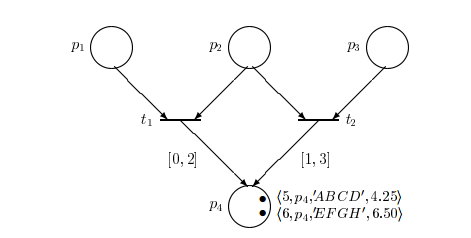 p1 p2 p3
t1 t2
[0, 2] [1, 3]
p4 ⟨5, p4,′ABCD′, 4.25⟩
⟨6, p4,′EFGH′, 6.50⟩